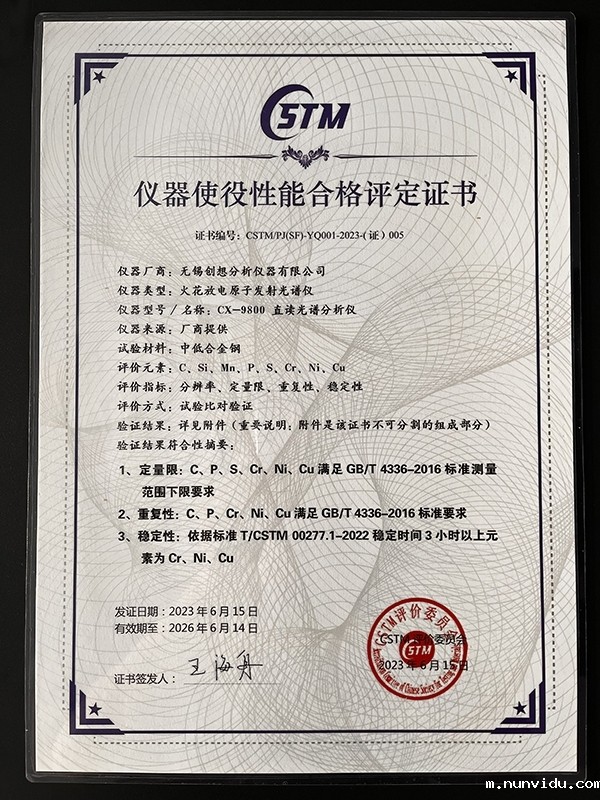 CSTM
仪器使役性能合格评定证书
证书编号：CSTM/PJ(SF)-YQ001-2023-(证）005
仪器厂商：无锡创想分析仪器有限公司
仪器类型：火花放电原子发射光谱仪
仪器型号／名称：CX-9800 直读光谱分析仪
仪器来源：厂商提供
试验材料：中低合金钢
评价元素：C、Si、Mn、P、S、Cr、Ni、Cu
评价指标：分辨率、定量限、重复性、稳定性
评价方式：试验比对验证
验证结果：详见附件（重要说明：附件是该证书不可分割的组成部分）
验证结果符合性摘要：
1、定量限：C、P、S、Cr、Ni、Cu 满足 GB/T 4336-2016 标准测量
范围下限要求
2、重复性：C、P、Cr、Ni、Cu 满足 GB/T 4336-2016 标准要求
3、稳定性：依据标准 T/CSTM 00277.1-2022 稳定时间 3 小时以上元
素为 Cr、Ni、Cu
发证日期：2023 年 6 月 15 日
有效期至：2026 年 6 月 14 日
证书签发人：王海舟
CSTM评价委员会
CSTM 评价委员会
STM
2023 年 6 月 15 日
m.nunvidu.com